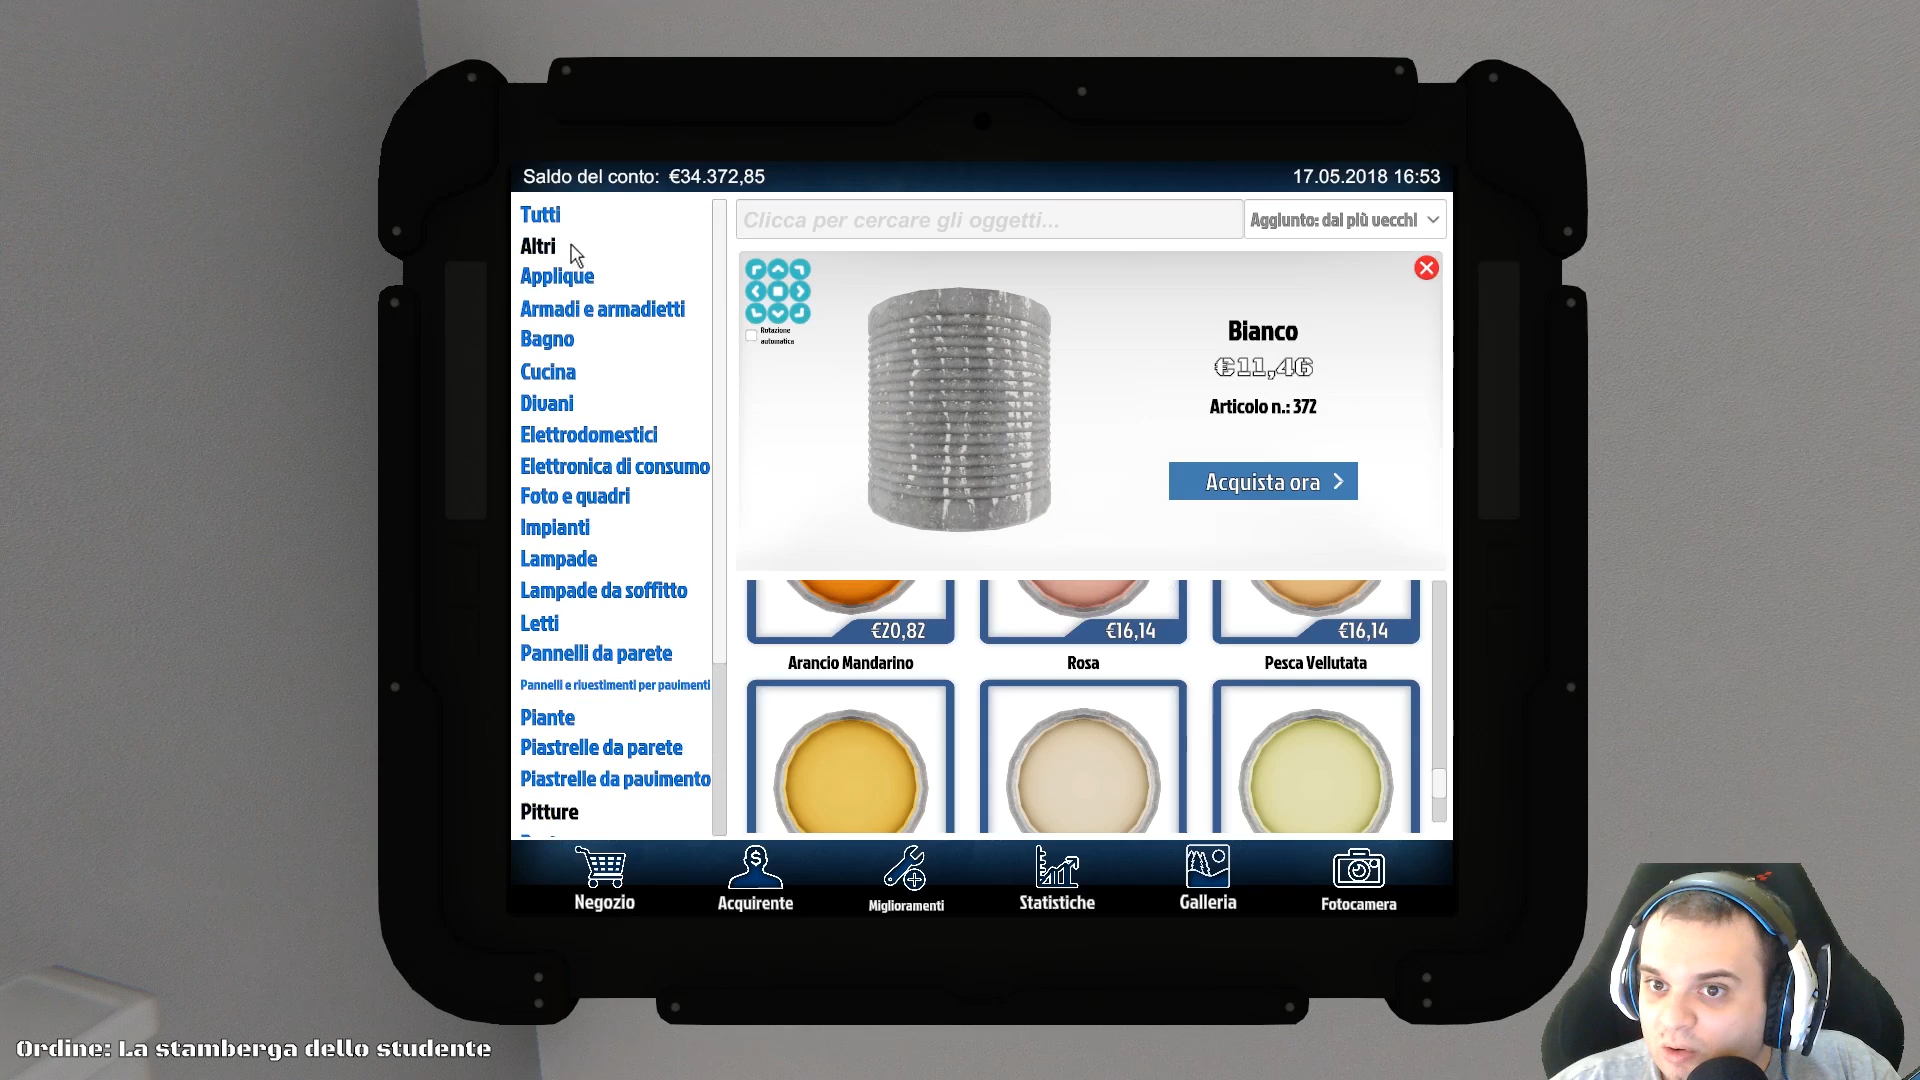 Saldo del conto: €34.372,85
17.05.2018 16:53
Tutti
Altri
Applique
Armadi e armadietti
Bagno
Cucina
Divani
Elettrodomestici
Elettronica di consumo
Foto e quadri
Impianti
Lampade
Lampade da soffitto
Letti
Pannelli da parete
Pannelli e rivestimenti per pavimenti
Piante
Piastrelle da parete
Piastrelle da pavimento
Pitture
Clicca per cercare gli oggetti...
Aggiunto: dai più vecchi
Rotazione
automatica
Bianco
€11,46
Articolo n.: 372
Acquista ora
€20,82
€16,14
€16,14
Arancio Mandarino
Rosa
Pesca Vellutata
Negozio
Acquirente
Miglioramenti
Statistiche
Galleria
Fotocamera
Ordine: La stamberga dello studente